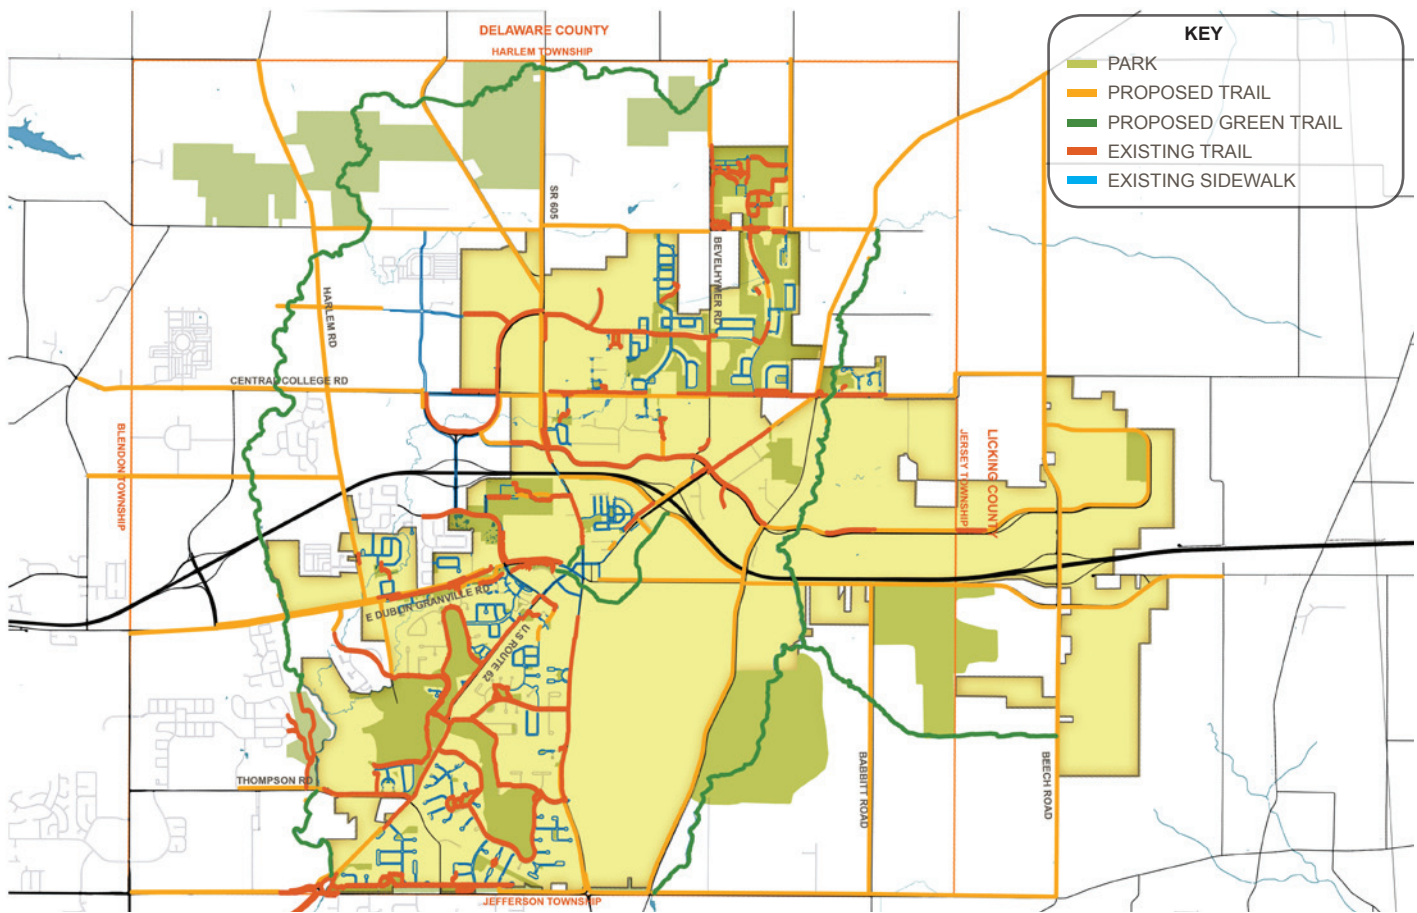 DELAWARE COUNTY
HARLEM TOWNSHIP
KEY
PARK
PROPOSED TRAIL
PROPOSED GREEN TRAIL
EXISTING TRAIL
EXISTING SIDEWALK
SR 605
BEVELHYMER RD
HARLEM RD
CENTRAL COLLEGE RD
BLENDON TOWNSHIP
LICKING COUNTY
JERSEY TOWNSHIP
E DUBLIN GRANVILLE RD
U.S ROUTE 62
THOMPSON RD
BABBITT ROAD
BEECH ROAD
JEFFERSON TOWNSHIP